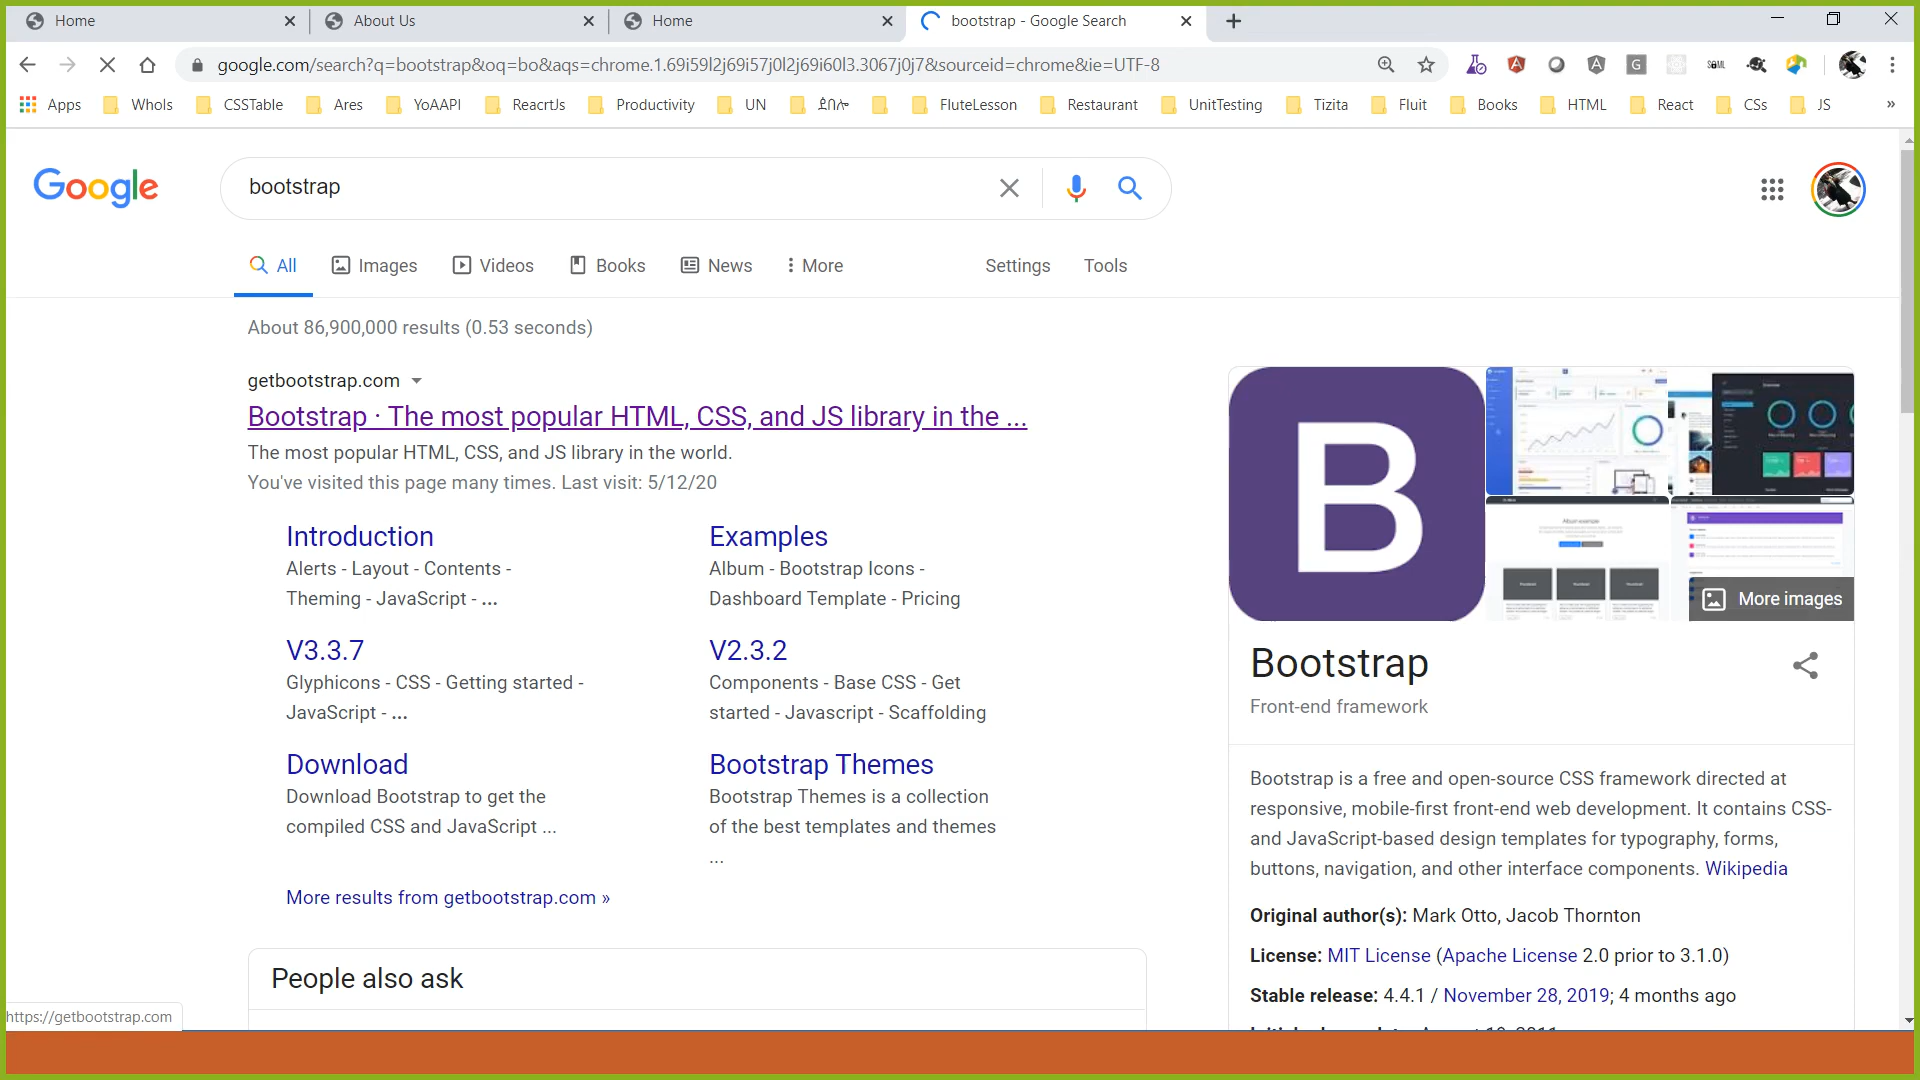 Home
About Us
Home
bootstrap - Google Search
google.com/search?q=bootstrap&oq=bo&aqs=chrome.1.69i59l2j69i57j0l2j69i60l3.3067j0j7&sourceid=chrome&ie=UTF-8
Apps WhoIs CSSTable Ares YoAAPI ReacrtJs Productivity UN FluteLesson Restaurant UnitTesting Tizita Fluit Books HTML React CSs JS »
Google
bootstrap
All Images Videos Books News More Settings Tools
About 86,900,000 results (0.53 seconds)
getbootstrap.com
Bootstrap · The most popular HTML, CSS, and JS library in the ...
The most popular HTML, CSS, and JS library in the world.
You've visited this page many times. Last visit: 5/12/20
Introduction
Alerts - Layout - Contents -
Theming - JavaScript - ...
Examples
Album - Bootstrap Icons -
Dashboard Template - Pricing
V3.3.7
Glyphicons - CSS - Getting started -
JavaScript - ...
V2.3.2
Components - Base CSS - Get
started - Javascript - Scaffolding
Download
Download Bootstrap to get the
compiled CSS and JavaScript ...
Bootstrap Themes
Bootstrap Themes is a collection
of the best templates and themes
...
More results from getbootstrap.com »
People also ask
https://getbootstrap.com
B
More images
Bootstrap
Front-end framework
Bootstrap is a free and open-source CSS framework directed at
responsive, mobile-first front-end web development. It contains CSS-
and JavaScript-based design templates for typography, forms,
buttons, navigation, and other interface components. Wikipedia
Original author(s): Mark Otto, Jacob Thornton
License: MIT License (Apache License 2.0 prior to 3.1.0)
Stable release: 4.4.1 / November 28, 2019; 4 months ago